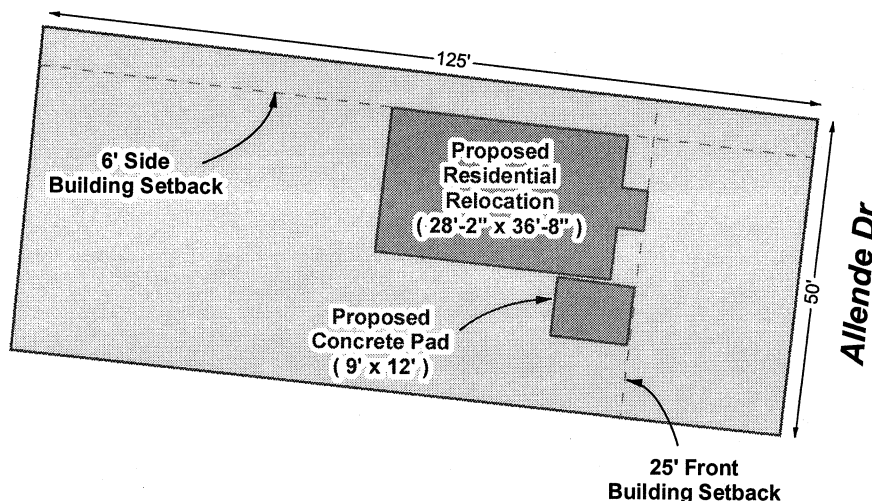 125'
6' Side
Building Setback
Proposed
Residential
Relocation
( 28'-2" x 36'-8" )
Proposed
Concrete Pad
( 9' x 12' )
50'
Allende Dr
25' Front
Building Setback